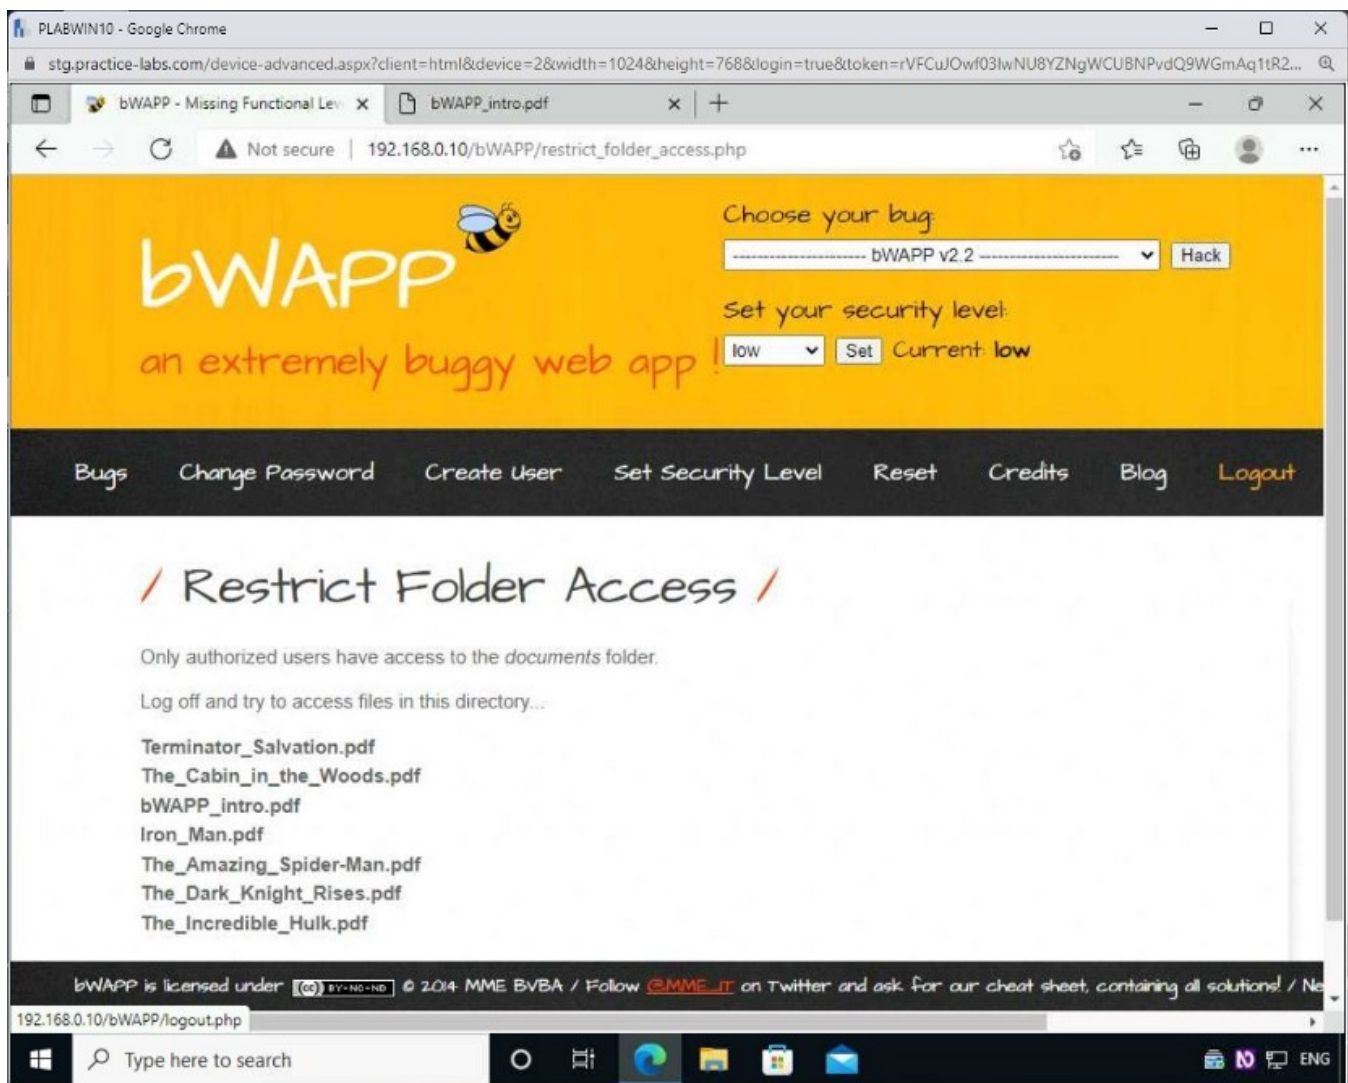 PLABWIN10 - Google Chrome
stg.practice-labs.com/device-advanced.aspx?client=html&device=2&width=1024&height=768&login=true&token=rVFCuJOwf03IwNU8YZNgWCUBNPvdQ9WGmAq1tR2...
bWAPP - Missing Functional Lev
bWAPP_intro.pdf
Not secure | 192.168.0.10/bWAPP/restrict_folder_access.php
bWAPP
an extremely buggy web app !
Choose your bug:
---------------------- bWAPP v2.2 ----------------------
Hack
Set your security level:
low
Set
Current: low
Bugs Change Password Create User Set Security Level Reset Credits Blog Logout
/ Restrict Folder Access /
Only authorized users have access to the documents folder.
Log off and try to access files in this directory...
Terminator_Salvation.pdf
The_Cabin_in_the_Woods.pdf
bWAPP_intro.pdf
Iron_Man.pdf
The_Amazing_Spider-Man.pdf
The_Dark_Knight_Rises.pdf
The_Incredible_Hulk.pdf
bWAPP is licensed under (cc) BY-NC-ND © 2014 MME BVBA / Follow @MME_IT on Twitter and ask for our cheat sheet, containing all solutions! / Ne
192.168.0.10/bWAPP/logout.php
Type here to search
ENG